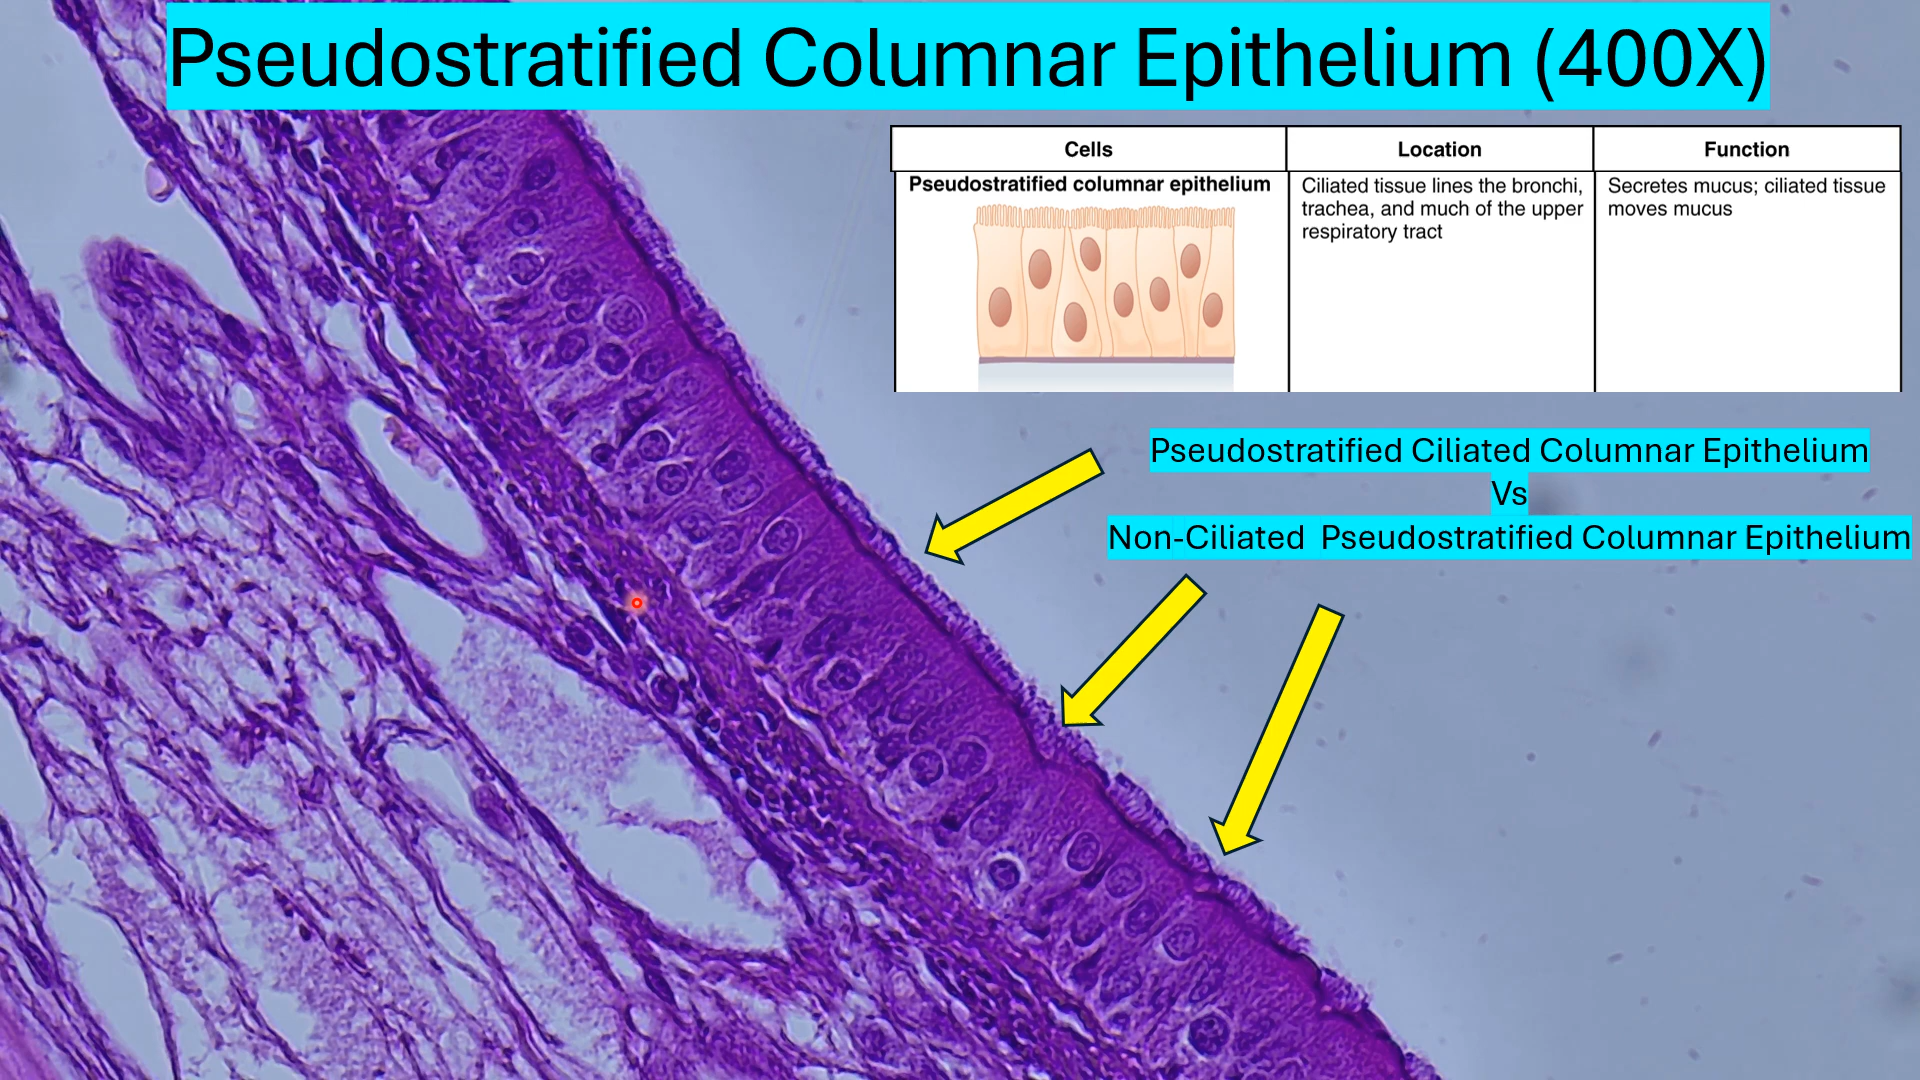 Pseudostratified Columnar Epithelium (400X)
Cells
Location
Function
Pseudostratified columnar epithelium
Ciliated tissue lines the bronchi,
trachea, and much of the upper
respiratory tract
Secretes mucus; ciliated tissue
moves mucus
Pseudostratified Ciliated Columnar Epithelium
Vs
Non-Ciliated  Pseudostratified Columnar Epithelium